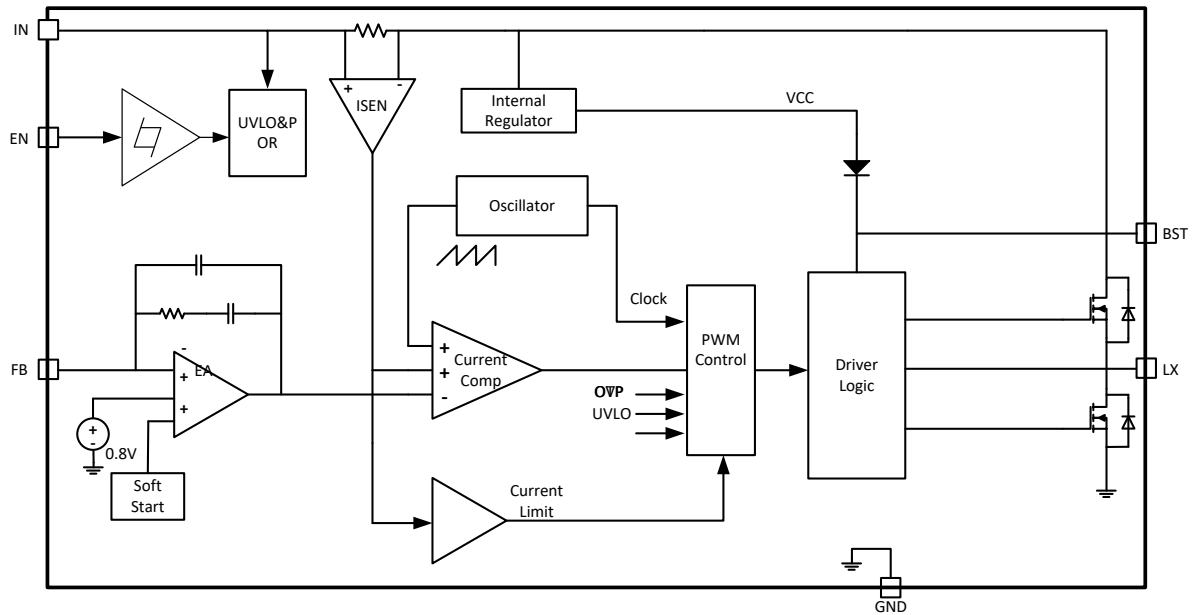 IN
ISEN
+
-
Internal
Regulator
VCC
UVLO&P
OR
EN
Oscillator
BST
Clock
PWM
Control
FB
-
EA
+
+
+
-
0.8V
Soft
Start
+
+
-
Current
Comp
UVLO
Driver
Logic
LX
Current
Limit
GND